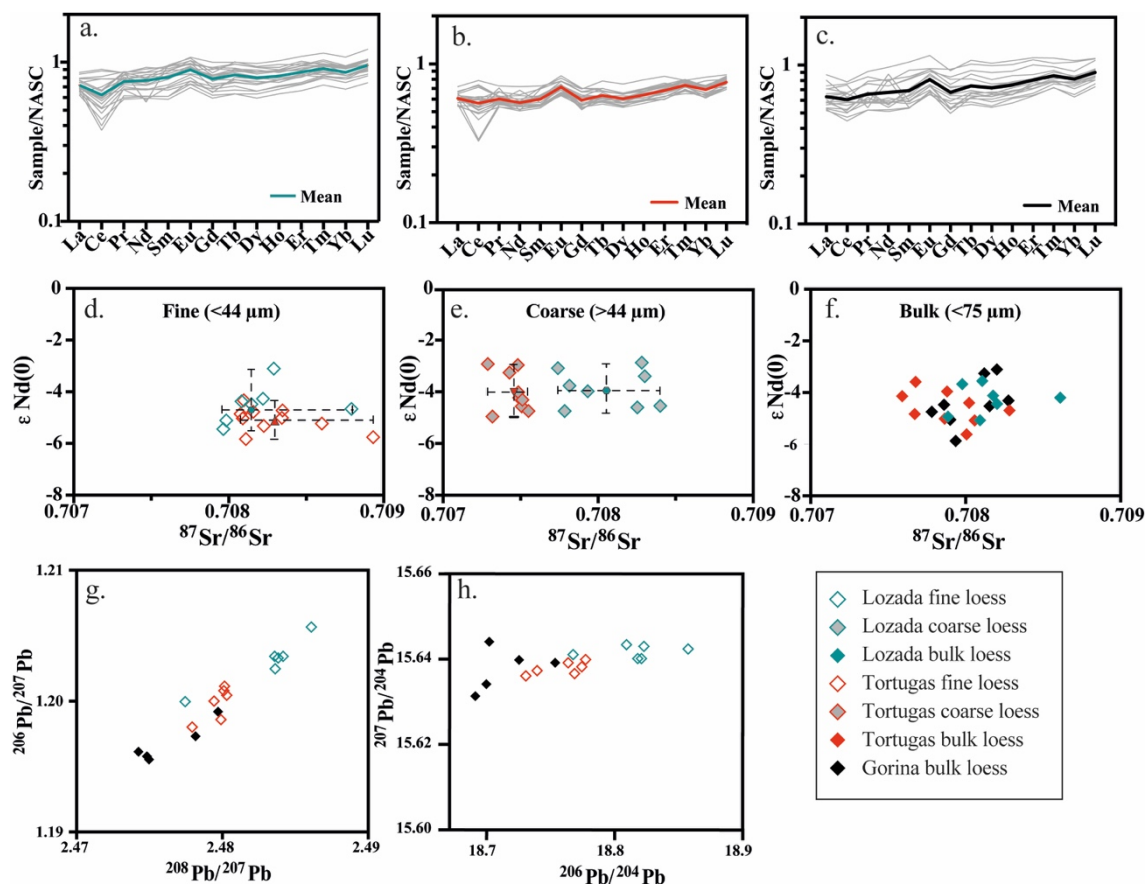 a.
Sample/NASC
1
0.1
Mean
La Ce Pr Nd Sm Eu Gd Tb Dy Ho Er Tm Yb Lu
b.
Sample/NASC
1
0.1
Mean
La Ce Pr Nd Sm Eu Gd Tb Dy Ho Er Tm Yb Lu
c.
Sample/NASC
1
0.1
Mean
La Ce Pr Nd Sm Eu Gd Tb Dy Ho Er Tm Yb Lu
d.
Fine (<44 μm)
ε Nd(0)
0
-2
-4
-6
-8
0.707 0.708 0.709
⁸⁷Sr/⁸⁶Sr
e.
Coarse (>44 μm)
ε Nd(0)
0
-2
-4
-6
-8
0.707 0.708 0.709
⁸⁷Sr/⁸⁶Sr
f.
Bulk (<75 μm)
ε Nd(0)
0
-2
-4
-6
-8
0.707 0.708 0.709
⁸⁷Sr/⁸⁶Sr
g.
²⁰⁶Pb/²⁰⁷Pb
1.21
1.20
1.19
2.47 2.48 2.49
²⁰⁸Pb/²⁰⁷Pb
h.
²⁰⁷Pb/²⁰⁴Pb
15.66
15.64
15.62
15.60
18.7 18.8 18.9
²⁰⁶Pb/²⁰⁴Pb
Lozada fine loess
Lozada coarse loess
Lozada bulk loess
Tortugas fine loess
Tortugas coarse loess
Tortugas bulk loess
Gorina bulk loess